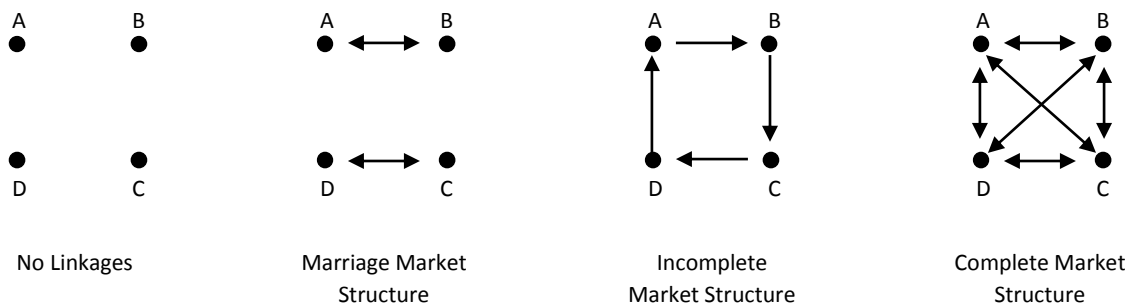 A B
D C
No Linkages
A B
D C
Marriage Market
Structure
A B
D C
Incomplete
Market Structure
A B
D C
Complete Market
Structure